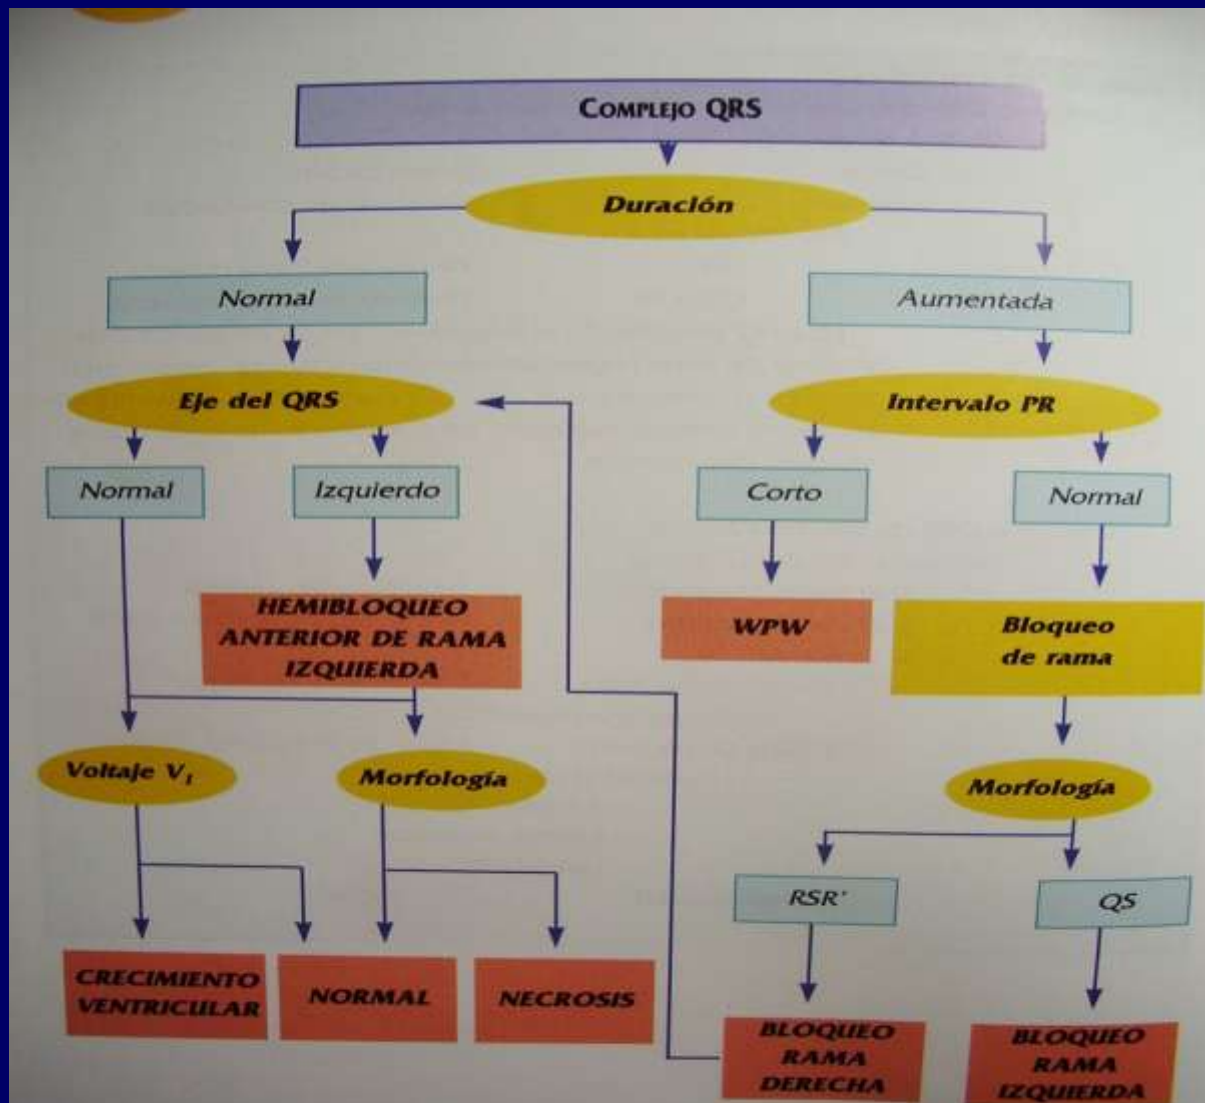 COMPLEJO QRS
Duración
Normal
Aumentada
Eje del QRS
Intervalo PR
Normal
Izquierdo
Corto
Normal
HEMIBLOQUEO
ANTERIOR DE RAMA
IZQUIERDA
WPW
Bloqueo
de rama
Voltaje V₁
Morfología
Morfología
RSR'
QS
CRECIMIENTO
VENTRICULAR
NORMAL
NECROSIS
BLOQUEO
RAMA
DERECHA
BLOQUEO
RAMA
IZQUIERDA